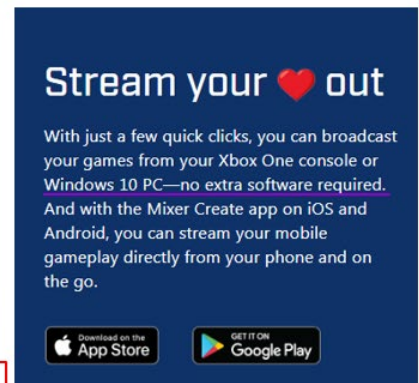 Stream your ❤ out
With just a few quick clicks, you can broadcast
your games from your Xbox One console or
Windows 10 PC—no extra software required.
And with the Mixer Create app on iOS and
Android, you can stream your mobile
gameplay directly from your phone and on
the go.
Download on the
App Store
GET IT ON
Google Play